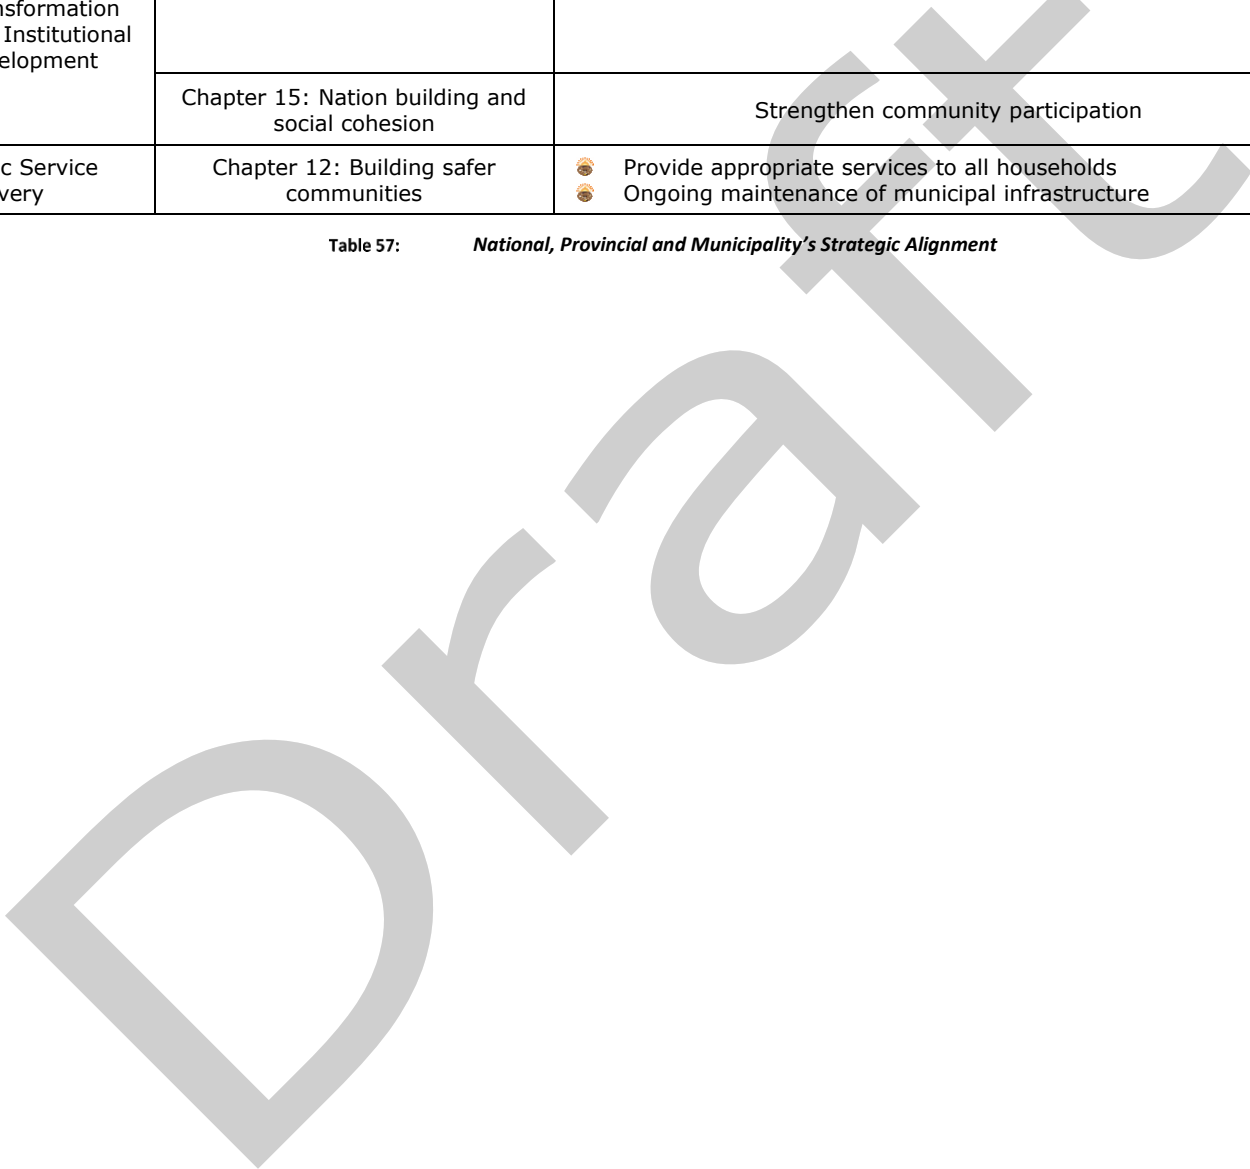 nsformation
Institutional
elopment
Chapter 15: Nation building and
social cohesion
Strengthen community participation
c Service
very
Chapter 12: Building safer
communities
Provide appropriate services to all households
Ongoing maintenance of municipal infrastructure
Table 57: National, Provincial and Municipality's Strategic Alignment
Draft